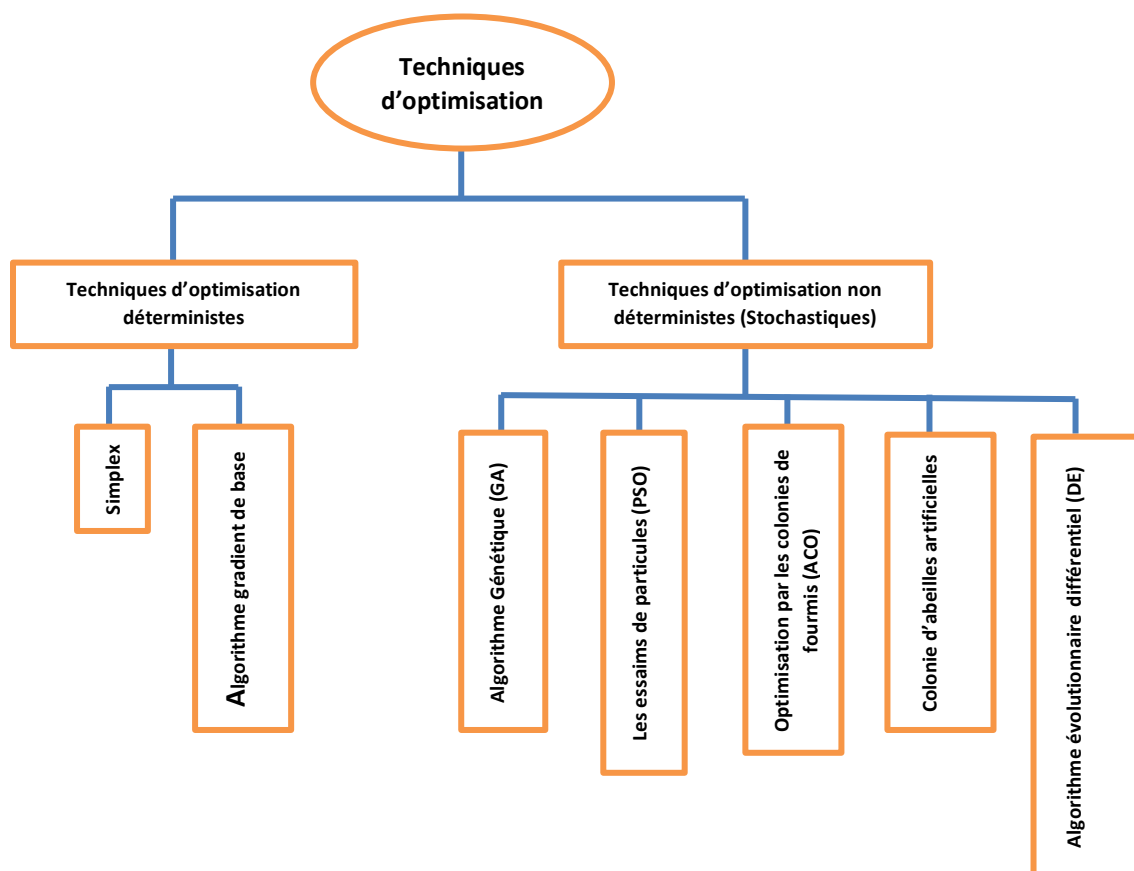 Techniques
d’optimisation
Techniques d’optimisation
déterministes
Techniques d’optimisation non
déterministes (Stochastiques)
Simplex
Algorithme gradient de base
Algorithme Génétique (GA)
Les essaims de particules (PSO)
Optimisation par les colonies de
fourmis (ACO)
Colonie d’abeilles artificielles
Algorithme évolutionnaire différentiel (DE)